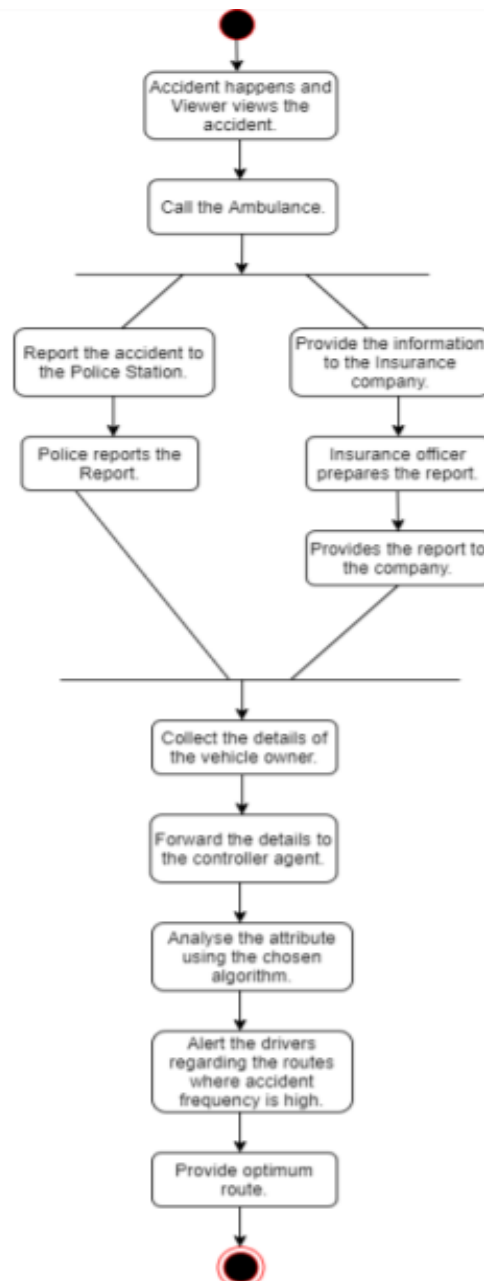 Accident happens and
Viewer views the
accident.
Call the Ambulance.
Report the accident to
the Police Station.
Provide the information
to the Insurance
company.
Police reports the
Report.
Insurance officer
prepares the report.
Provides the report to
the company.
Collect the details of
the vehicle owner.
Forward the details to
the controller agent.
Analyse the attribute
using the chosen
algorithm.
Alert the drivers
regarding the routes
where accident
frequency is high.
Provide optimum
route.